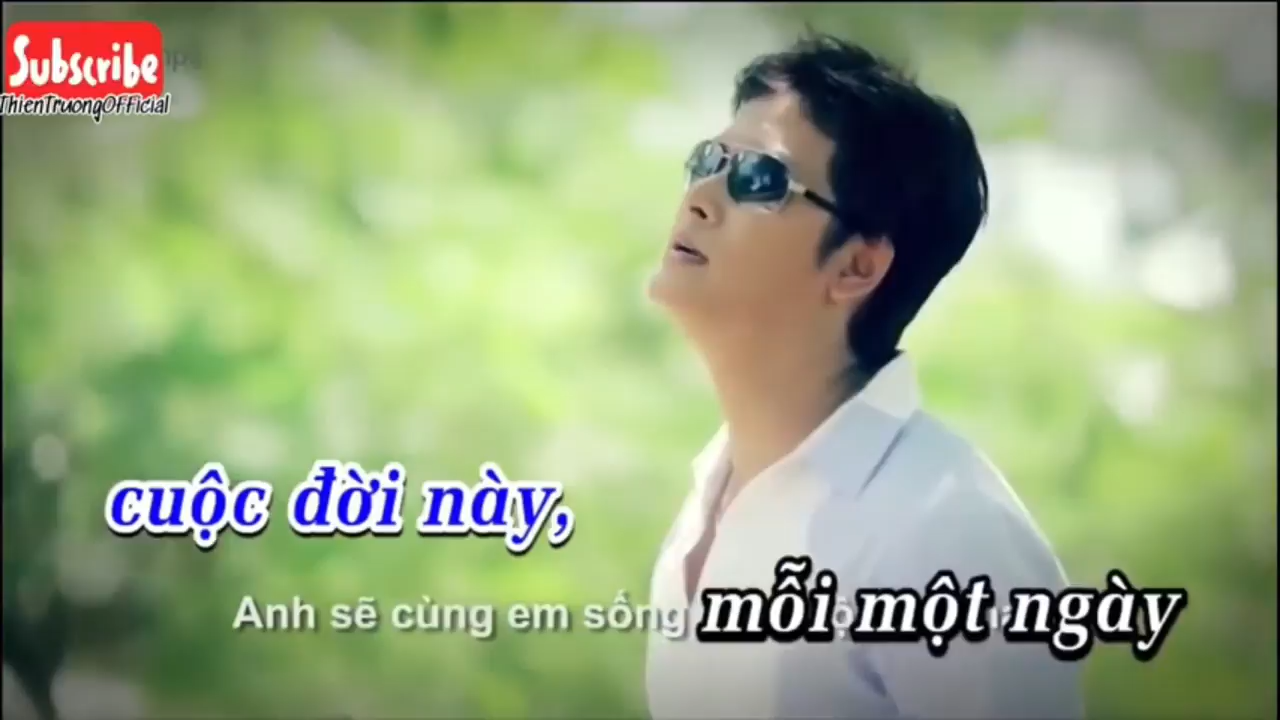 Subscribe
ThienTruongOFFicial
cuộc đời này,
mỗi một ngày
Anh sẽ cùng em sống